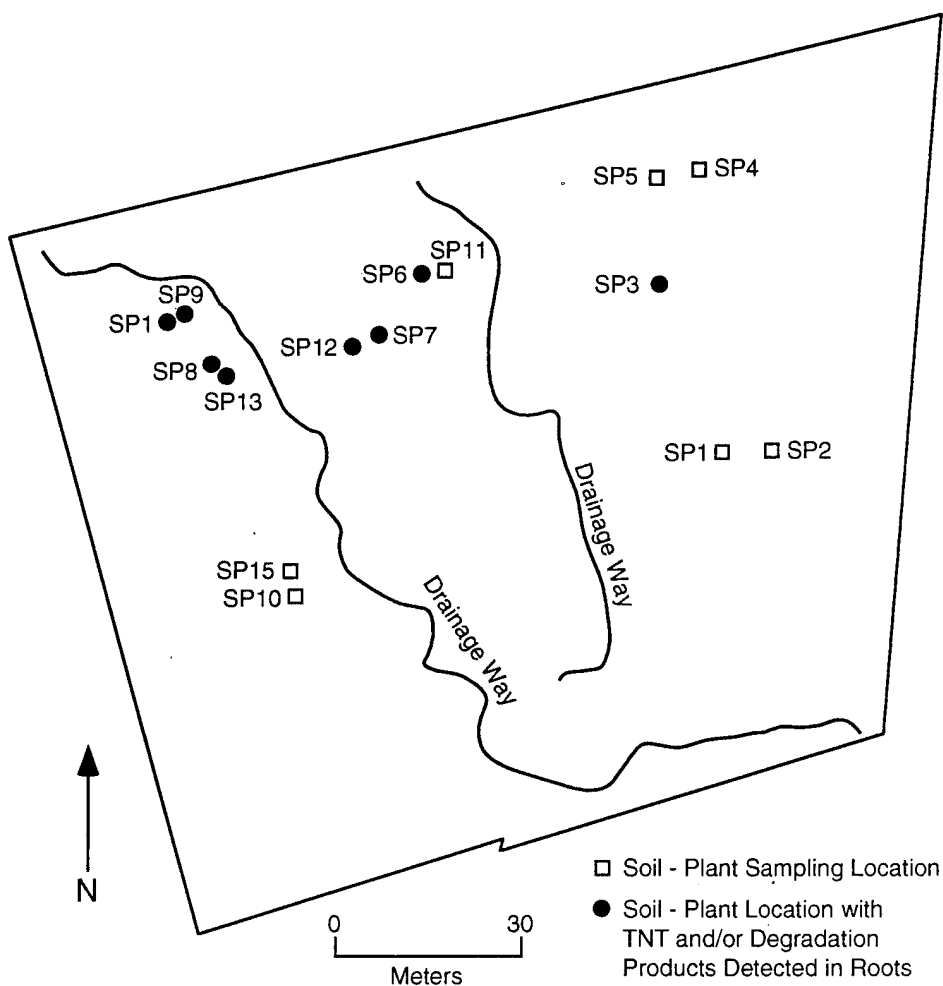 SP5
SP4
SP11
SP6
SP3
SP9
SP1
SP12
SP7
SP8
SP13
SP1
SP2
Drainage Way
SP15
SP10
Drainage Way
N
0 30
Meters
Soil - Plant Sampling Location
Soil - Plant Location with
TNT and/or Degradation
Products Detected in Roots